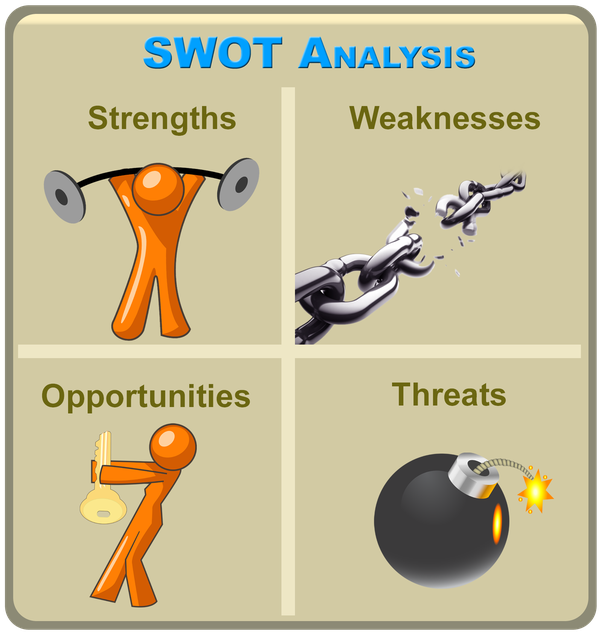 SWOT ANALYSIS
Strengths
Weaknesses
Opportunities
Threats